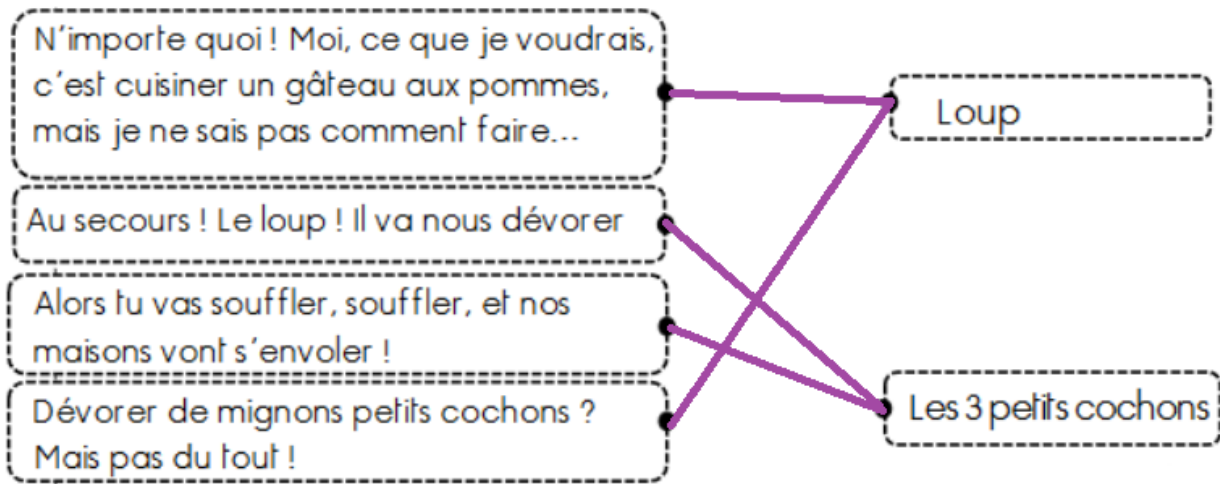 N'importe quoi ! Moi, ce que je voudrais,
c'est cuisiner un gâteau aux pommes,
mais je ne sais pas comment faire...
Loup
Au secours ! Le loup ! Il va nous dévorer
Alors tu vas souffler, souffler, et nos
maisons vont s'envoler !
Dévorer de mignons petits cochons ?
Mais pas du tout !
Les 3 petits cochons